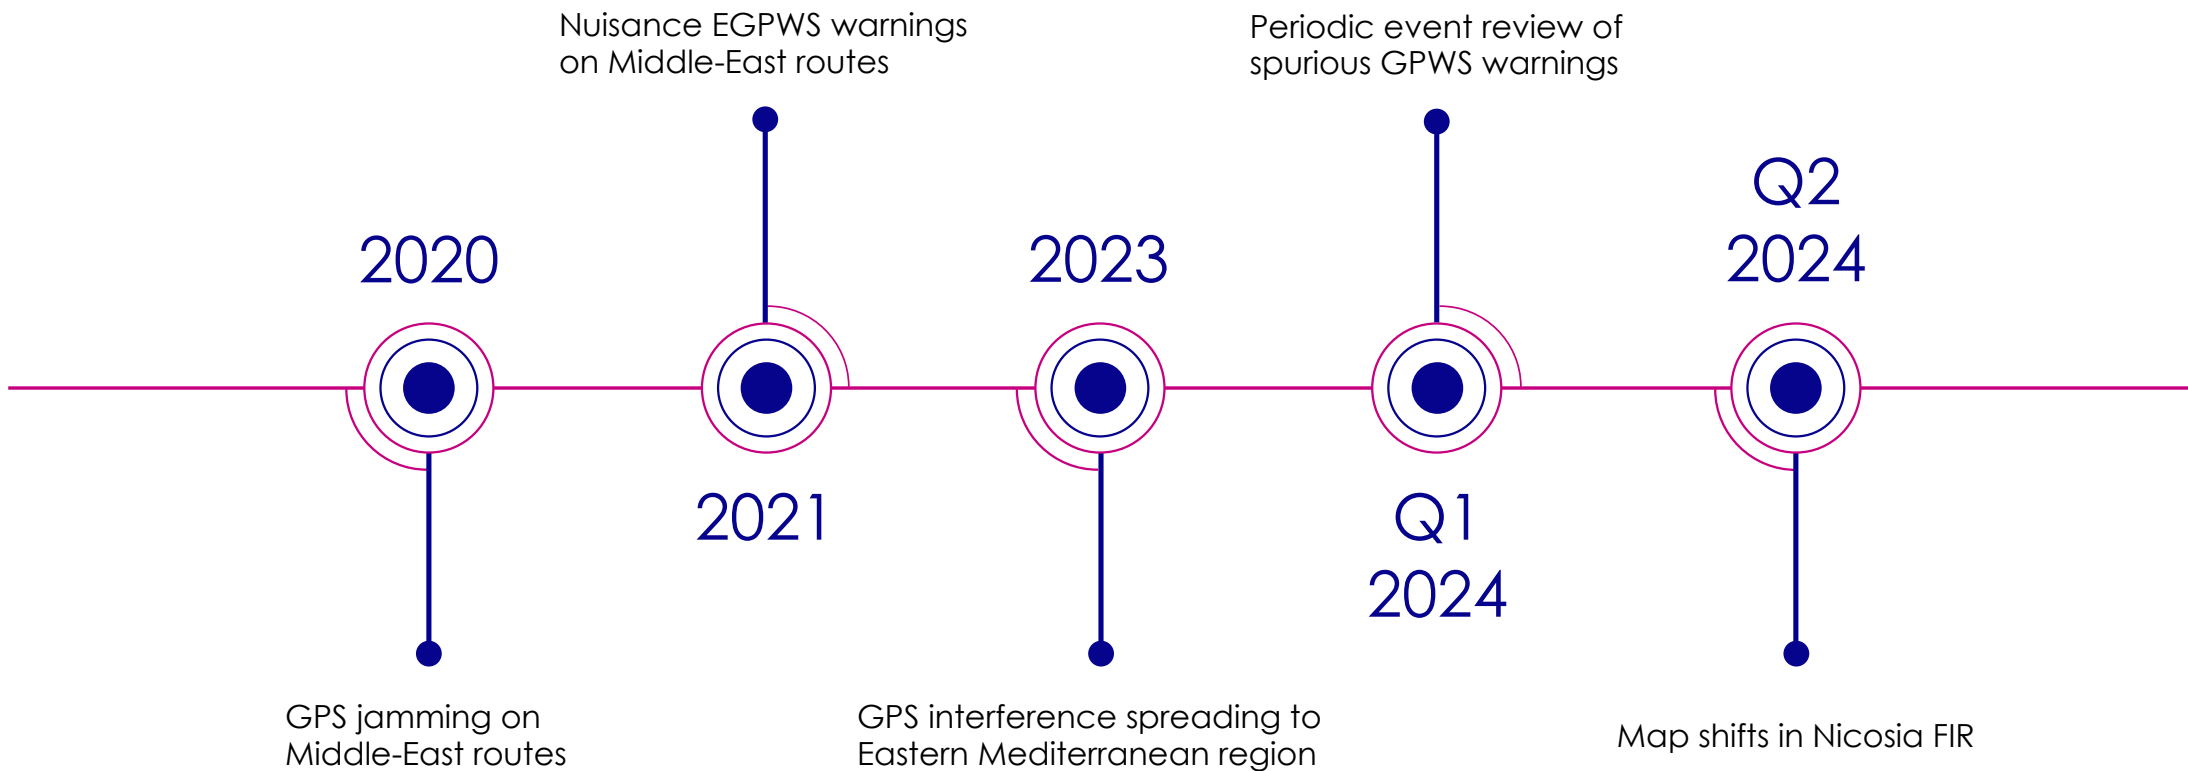 Nuisance EGPWS warnings
on Middle-East routes
Periodic event review of
spurious GPWS warnings
2020
2023
Q2
2024
2021
Q1
2024
GPS jamming on
Middle-East routes
GPS interference spreading to
Eastern Mediterranean region
Map shifts in Nicosia FIR